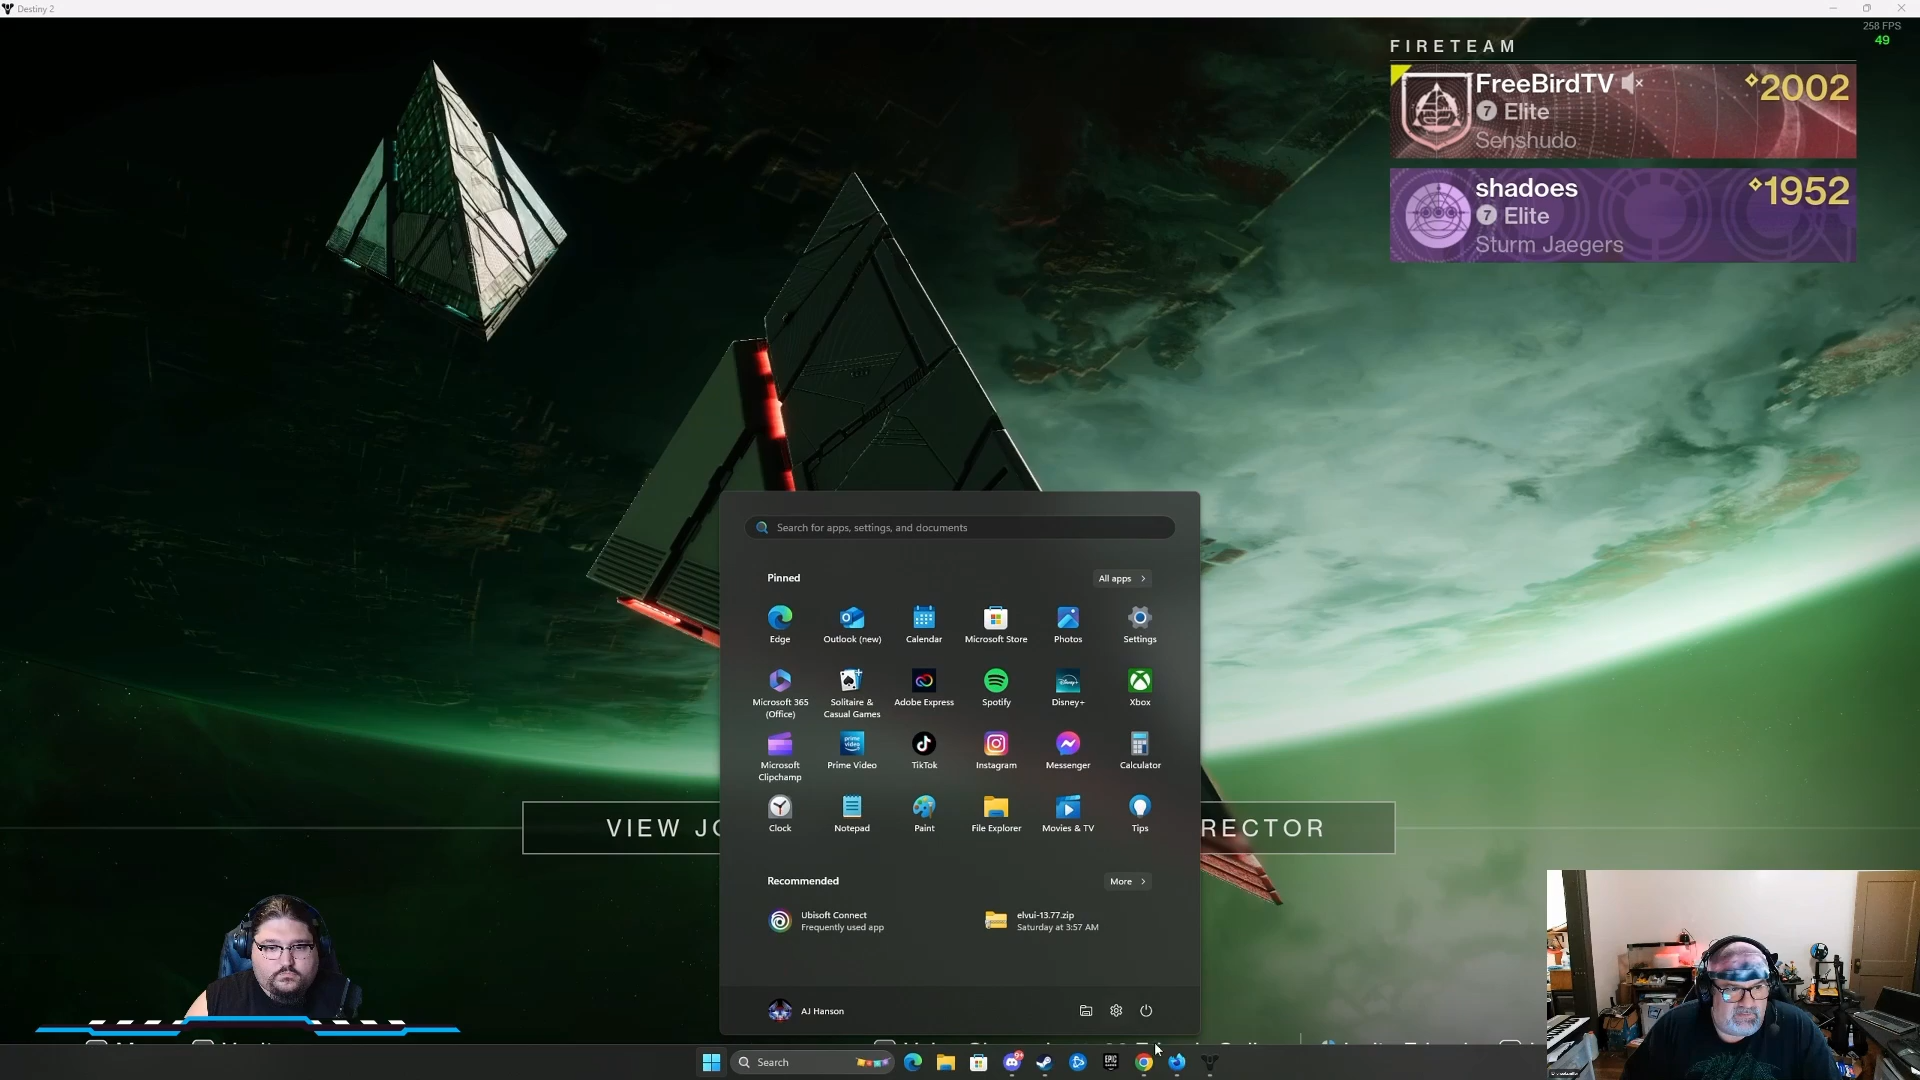 Destiny 2
258 FPS
49
FIRETEAM
FreeBirdTV
2002
7 Elite
Senshudo
shadoes
1952
7 Elite
Sturm Jaegers
Search for apps, settings, and documents
Pinned
All apps
Edge
Outlook (new)
Calendar
Microsoft Store
Photos
Settings
Microsoft 365
(Office)
Solitaire &
Casual Games
Adobe Express
Spotify
Disney+
Xbox
Microsoft
Clipchamp
Prime Video
TikTok
Instagram
Messenger
Calculator
Clock
Notepad
Paint
File Explorer
Movies & TV
Tips
VIEW JO
RECTOR
Recommended
More
Ubisoft Connect
Frequently used app
elvui-13.77.zip
Saturday at 3:57 AM
AJ Hanson
Search